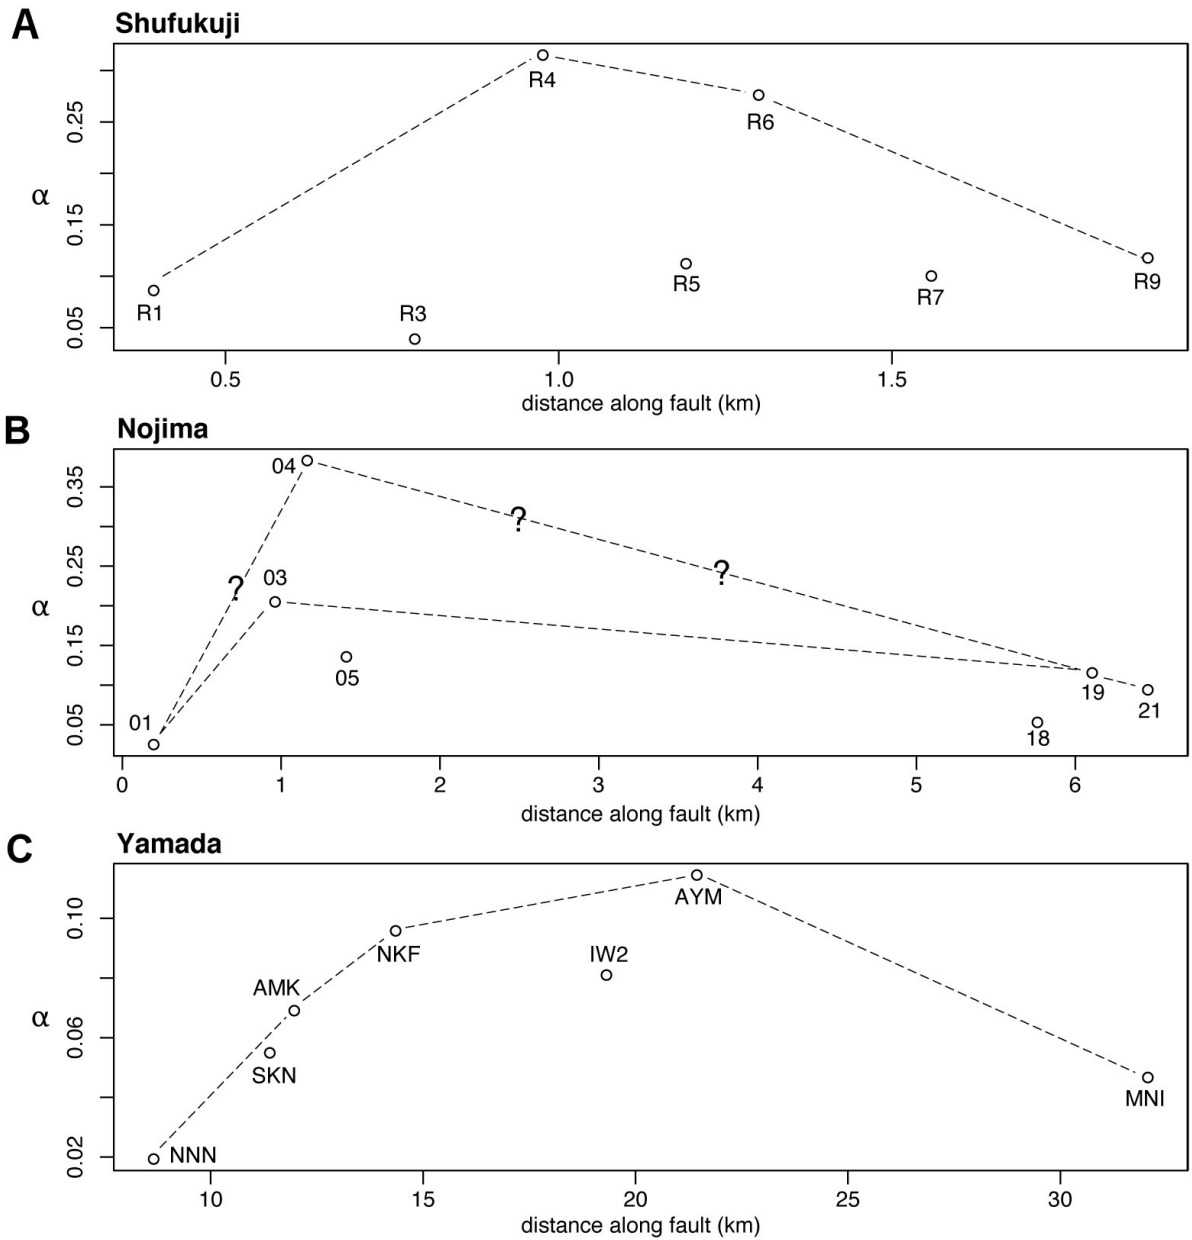 A
Shufukuji
α
0.25
0.15
0.05
R1
R3
R4
R5
R6
R7
R9
0.5
1.0
1.5
distance along fault (km)
B
Nojima
α
0.35
0.25
0.15
0.05
01
03
04
05
?
?
?
18
19
21
0
1
2
3
4
5
6
distance along fault (km)
C
Yamada
α
0.10
0.06
0.02
NNN
SKN
AMK
NKF
IW2
AYM
MNI
10
15
20
25
30
distance along fault (km)